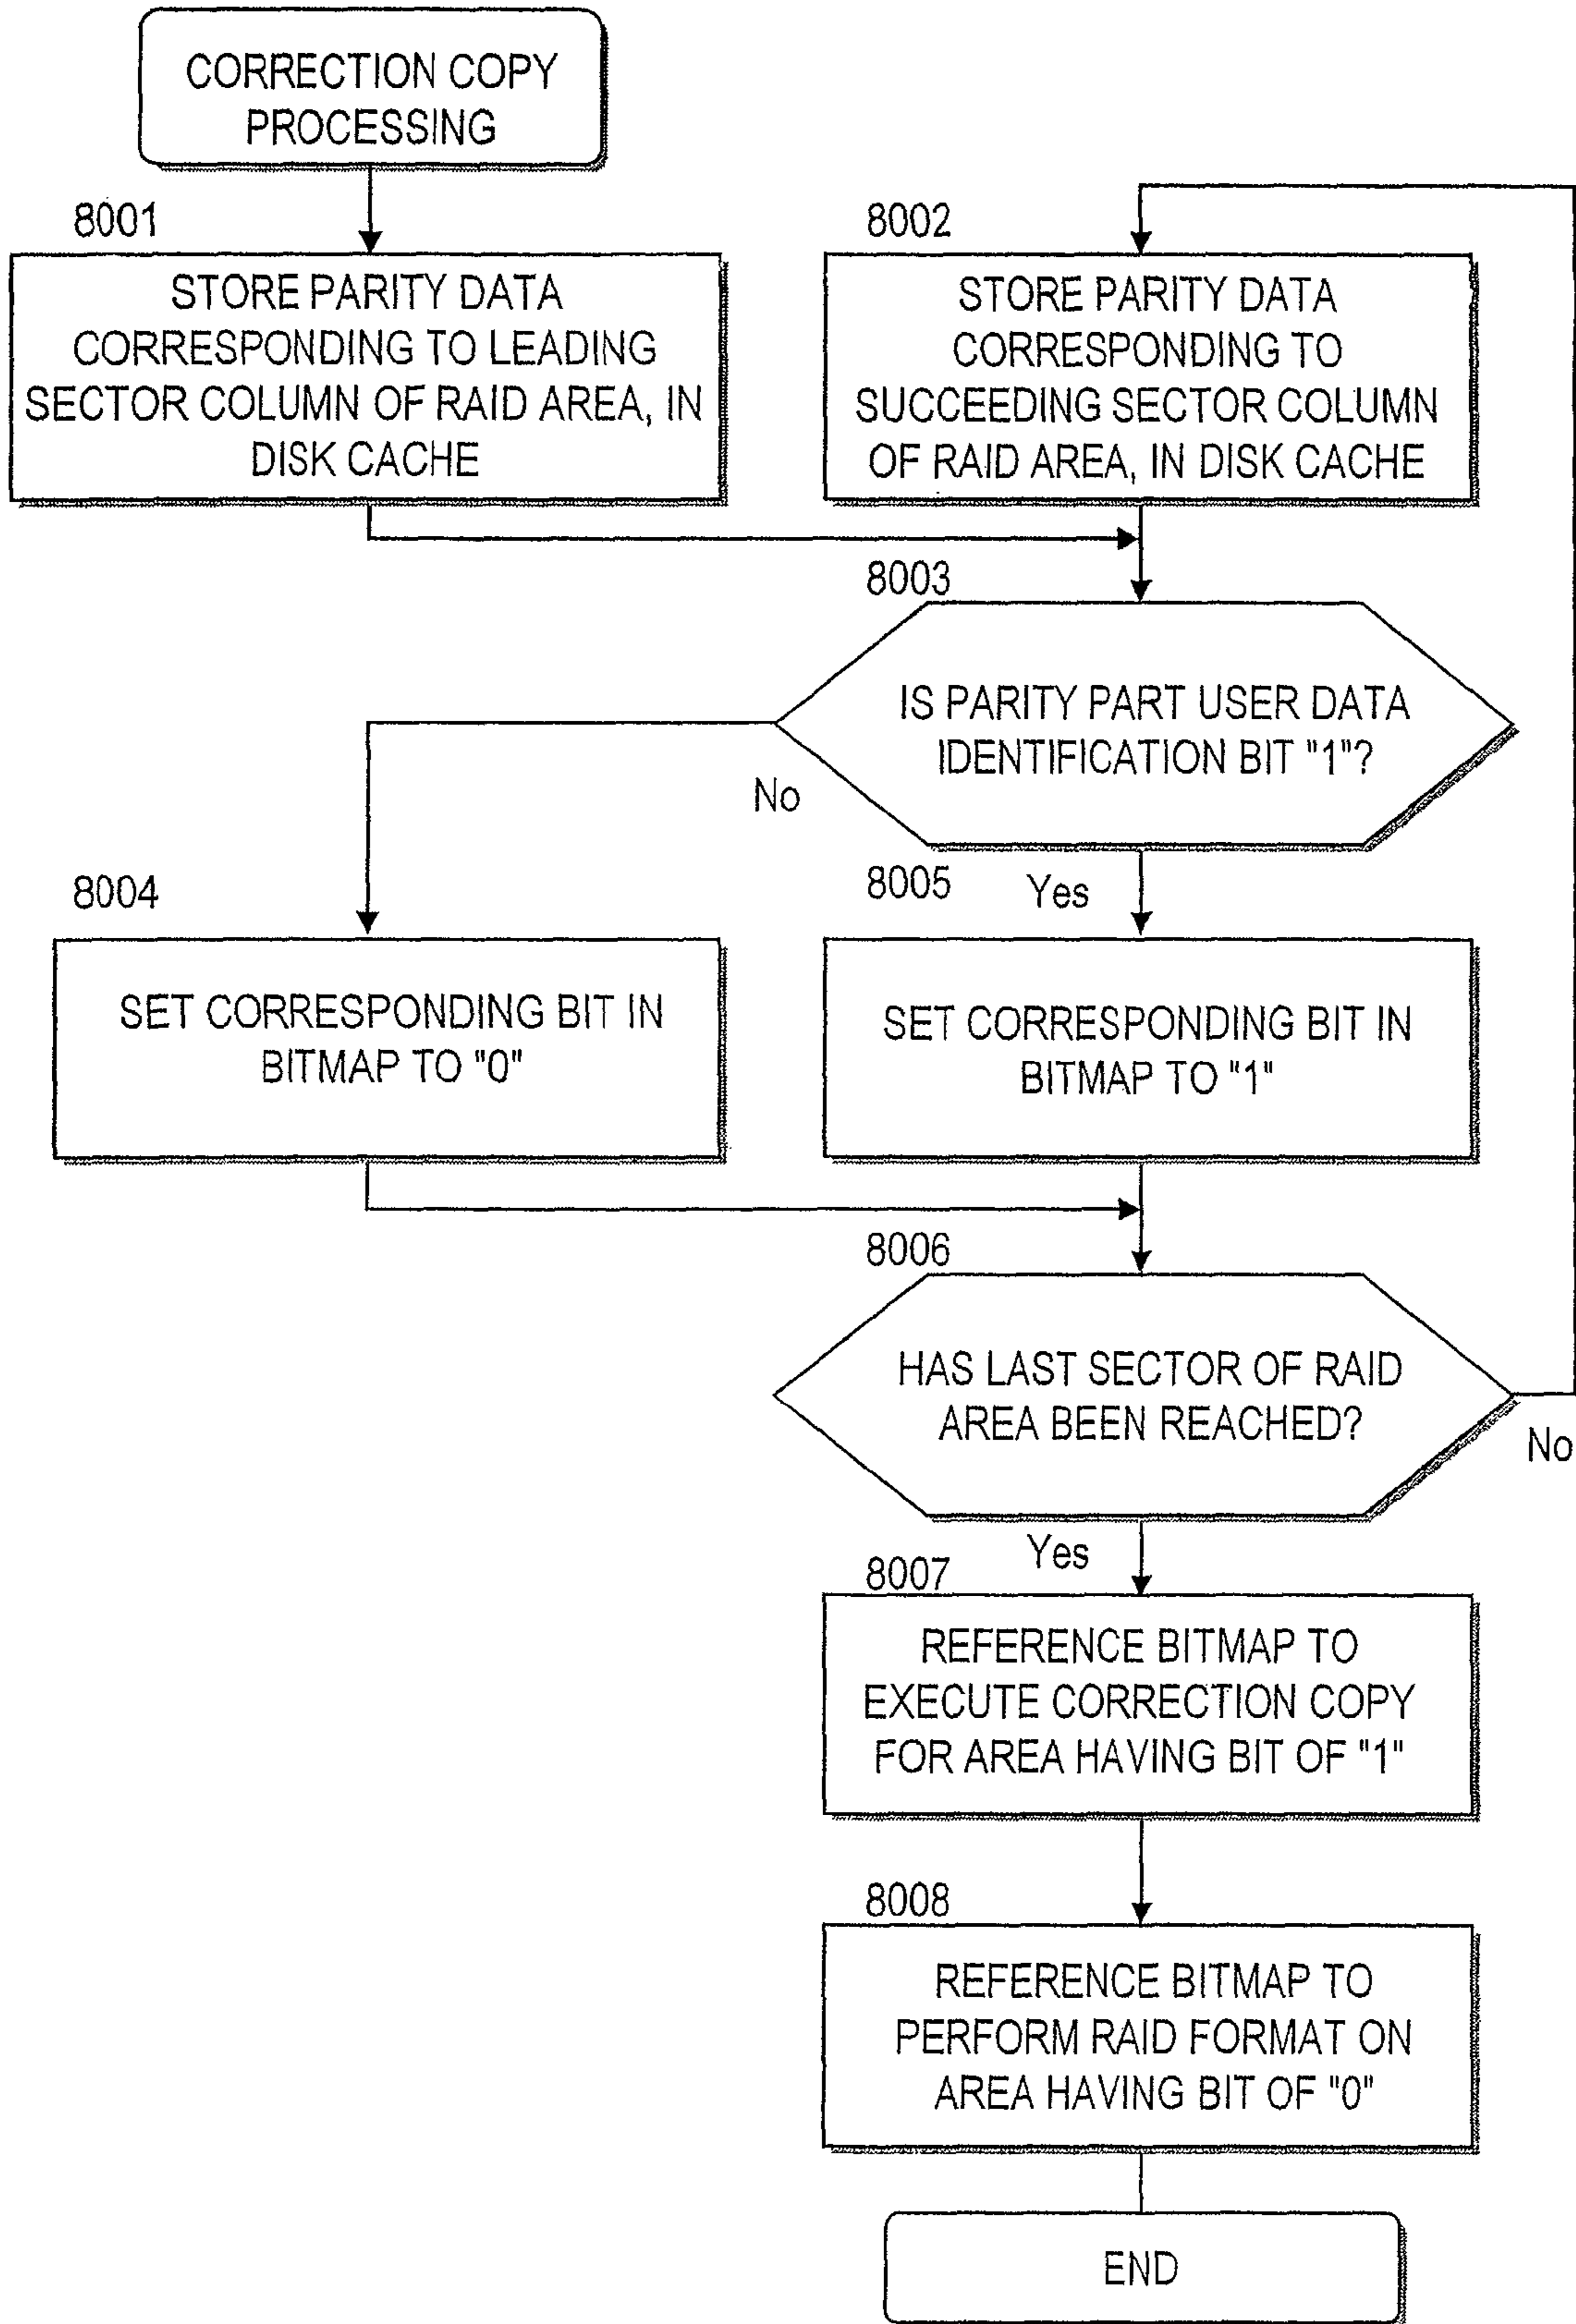 CORRECTION COPY
PROCESSING
8001
STORE PARITY DATA
CORRESPONDING TO LEADING
SECTOR COLUMN OF RAID AREA, IN
DISK CACHE
8002
STORE PARITY DATA
CORRESPONDING TO
SUCCEEDING SECTOR COLUMN
OF RAID AREA, IN DISK CACHE
8003
IS PARITY PART USER DATA
IDENTIFICATION BIT "1"?
No
Yes
8004
SET CORRESPONDING BIT IN
BITMAP TO "0"
8005
SET CORRESPONDING BIT IN
BITMAP TO "1"
8006
HAS LAST SECTOR OF RAID
AREA BEEN REACHED?
No
Yes
8007
REFERENCE BITMAP TO
EXECUTE CORRECTION COPY
FOR AREA HAVING BIT OF "1"
8008
REFERENCE BITMAP TO
PERFORM RAID FORMAT ON
AREA HAVING BIT OF "0"
END